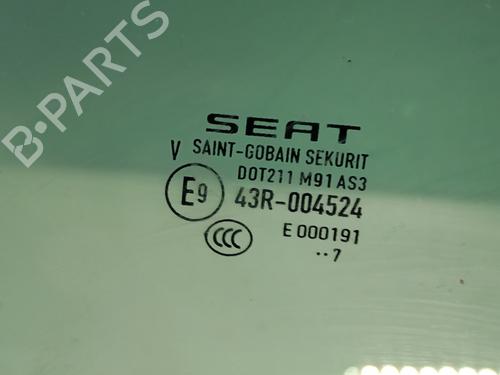 B-PARTS
SEAT
V SAINT-GOBAIN SEKURIT
DOT211 M91 AS3
E9 43R-004524
CCC E 000191
··7